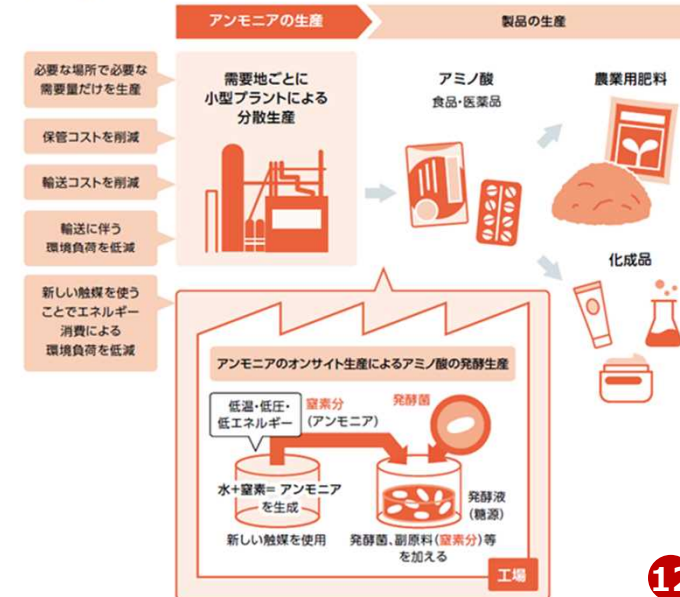 アンモニアの生産
製品の生産
必要な場所で必要な
需要量だけを生産
保管コストを削減
輸送コストを削減
輸送に伴う
環境負荷を低減
新しい触媒を使う
ことでエネルギー
消費による
環境負荷を低減
需要地ごとに
小型プラントによる
分散生産
アミノ酸
食品・医薬品
農業用肥料
化成品
アンモニアのオンサイト生産によるアミノ酸の発酵生産
低温・低圧・
低エネルギー
窒素分
(アンモニア)
発酵菌
水+窒素=アンモニア
を生成
新しい触媒を使用
発酵液
(糖源)
発酵菌、副原料(窒素分)等
を加える
工場
12